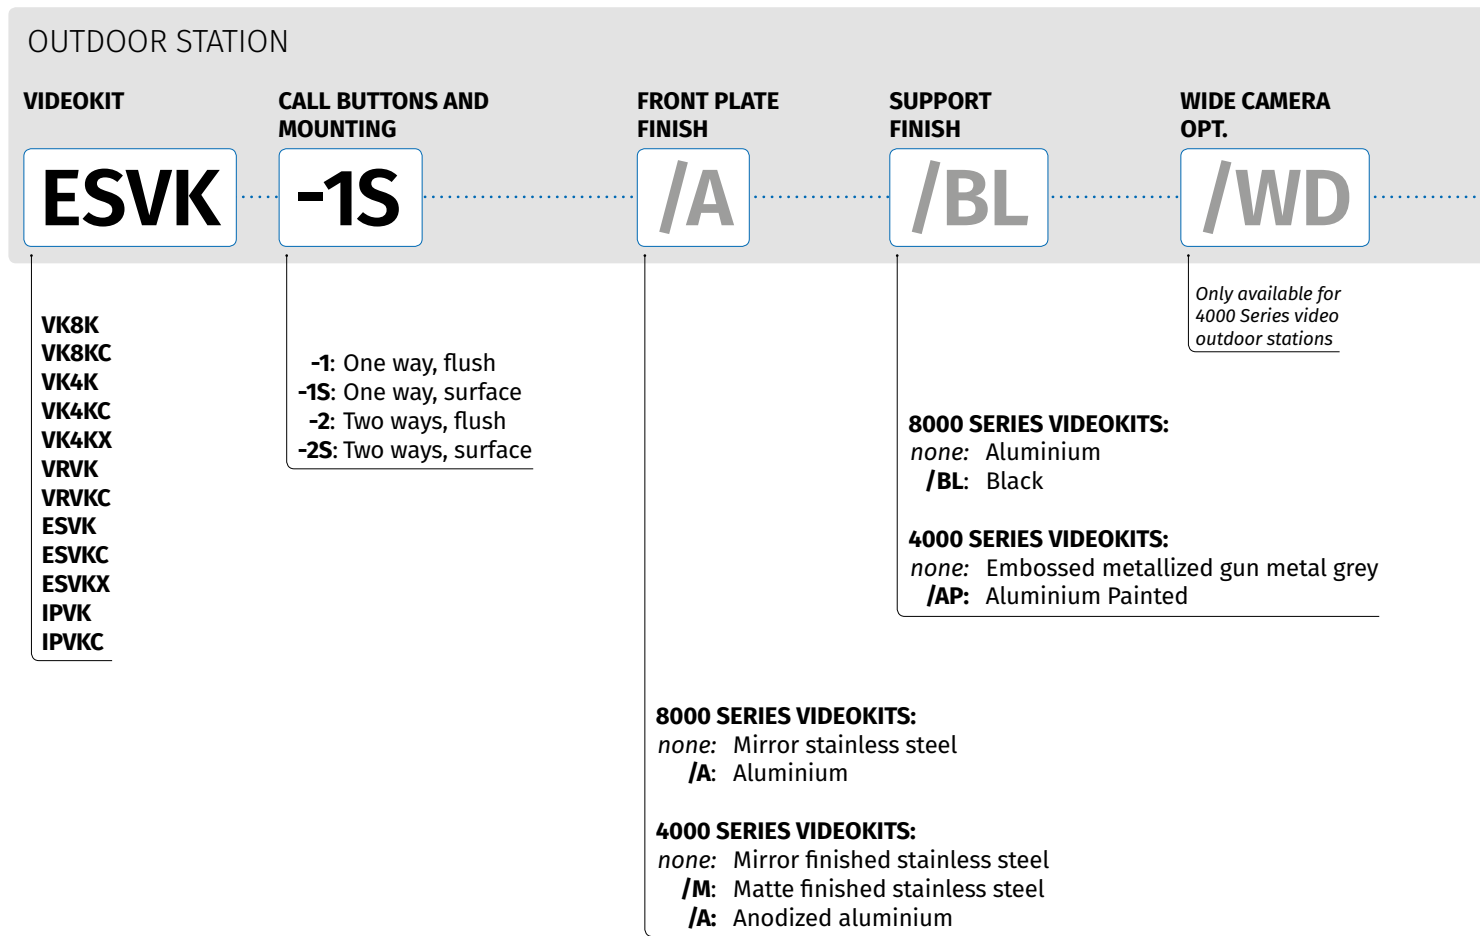 OUTDOOR STATION
VIDEOKIT
CALL BUTTONS AND
MOUNTING
FRONT PLATE
FINISH
SUPPORT
FINISH
WIDE CAMERA
OPT.
ESVK
-1S
/A
/BL
/WD
VK8K
VK8KC
VK4K
VK4KC
VK4KX
VRVK
VRVKC
ESVK
ESVKC
ESVKX
IPVK
IPVKC
-1: One way, flush
-1S: One way, surface
-2: Two ways, flush
-2S: Two ways, surface
8000 SERIES VIDEOKITS:
none: Mirror stainless steel
/A: Aluminium
4000 SERIES VIDEOKITS:
none: Mirror finished stainless steel
/M: Matte finished stainless steel
/A: Anodized aluminium
8000 SERIES VIDEOKITS:
none: Aluminium
/BL: Black
4000 SERIES VIDEOKITS:
none: Embossed metallized gun metal grey
/AP: Aluminium Painted
Only available for
4000 Series video
outdoor stations